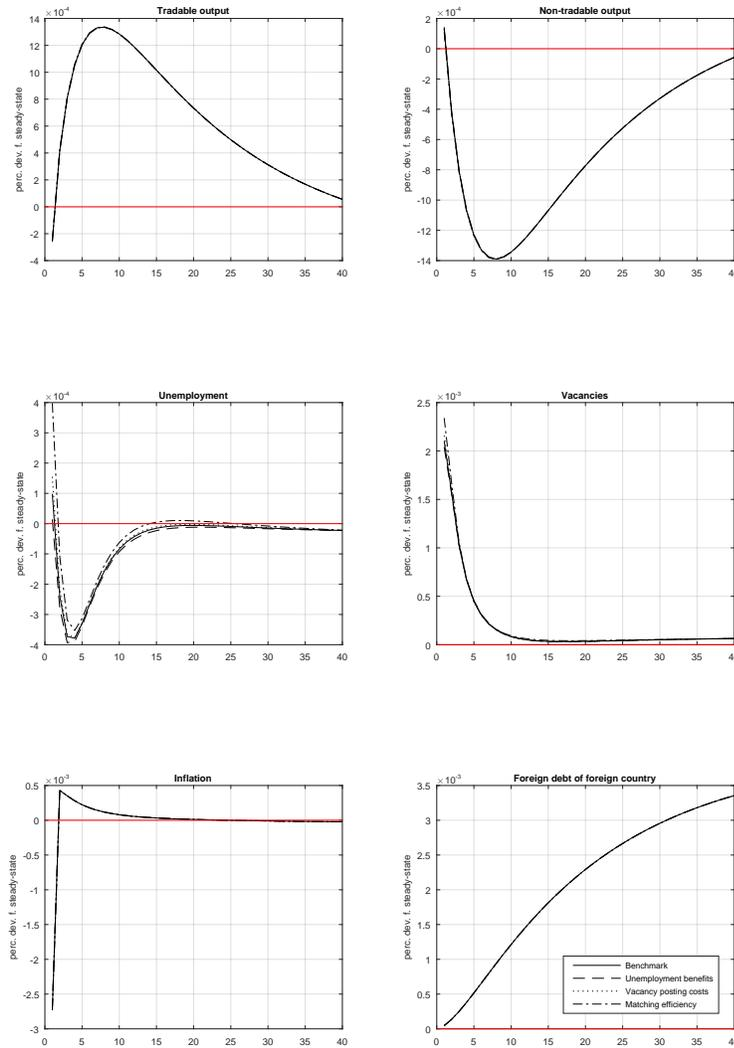 ×10⁻⁴ Tradable output
14
12
10
8
6
4
2
0
-2
-4
perc. dev. f. steady-state
0 5 10 15 20 25 30 35 40
×10⁻⁴ Non-tradable output
2
0
-2
-4
-6
-8
-10
-12
-14
perc. dev. f. steady-state
0 5 10 15 20 25 30 35 40
×10⁻⁴ Unemployment
4
3
2
1
0
-1
-2
-3
-4
perc. dev. f. steady-state
0 5 10 15 20 25 30 35 40
×10⁻³ Vacancies
2.5
2
1.5
1
0.5
0
perc. dev. f. steady-state
0 5 10 15 20 25 30 35 40
×10⁻³ Inflation
0.5
0
-0.5
-1
-1.5
-2
-2.5
-3
perc. dev. f. steady-state
0 5 10 15 20 25 30 35 40
×10⁻³ Foreign debt of foreign country
3.5
3
2.5
2
1.5
1
0.5
0
perc. dev. f. steady-state
0 5 10 15 20 25 30 35 40
Benchmark
Unemployment benefits
Vacancy posting costs
Matching efficiency